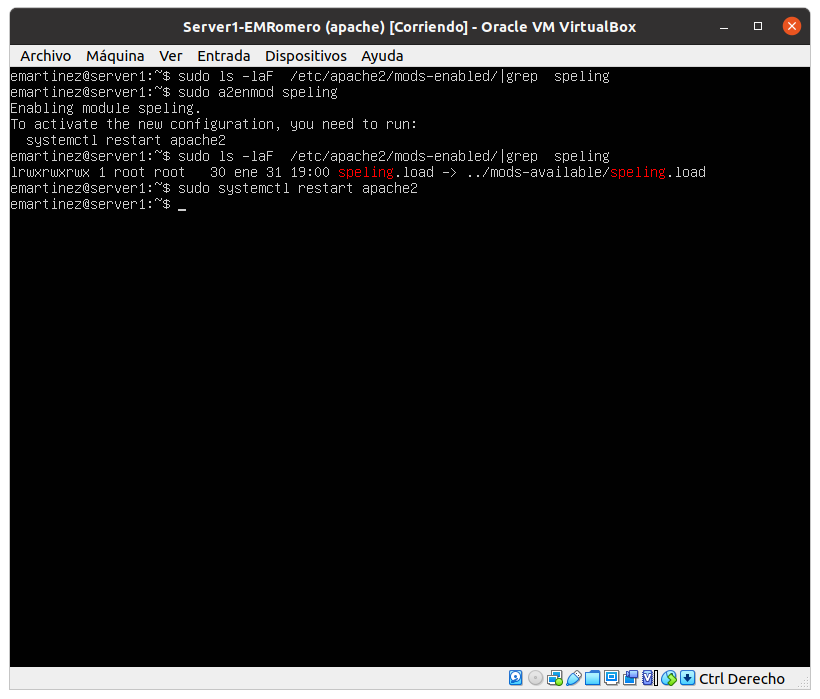 Server1-EMRomero (apache) [Corriendo] - Oracle VM VirtualBox
Archivo Máquina Ver Entrada Dispositivos Ayuda
emartinez@server1:~$ sudo ls -laF  /etc/apache2/mods-enabled/|grep  speling
emartinez@server1:~$ sudo a2enmod speling
Enabling module speling.
To activate the new configuration, you need to run:
  systemctl restart apache2
emartinez@server1:~$ sudo ls -laF  /etc/apache2/mods-enabled/|grep  speling
lrwxrwxrwx 1 root root   30 ene 31 19:00 speling.load -> ../mods-available/speling.load
emartinez@server1:~$ sudo systemctl restart apache2
emartinez@server1:~$ _
Ctrl Derecho